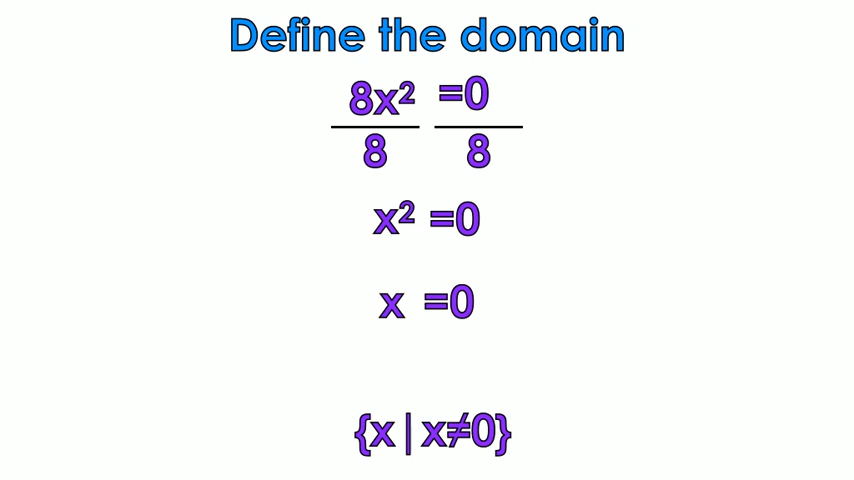 Define the domain
8x² =0
8 8
x² =0
x =0
{x|x≠0}